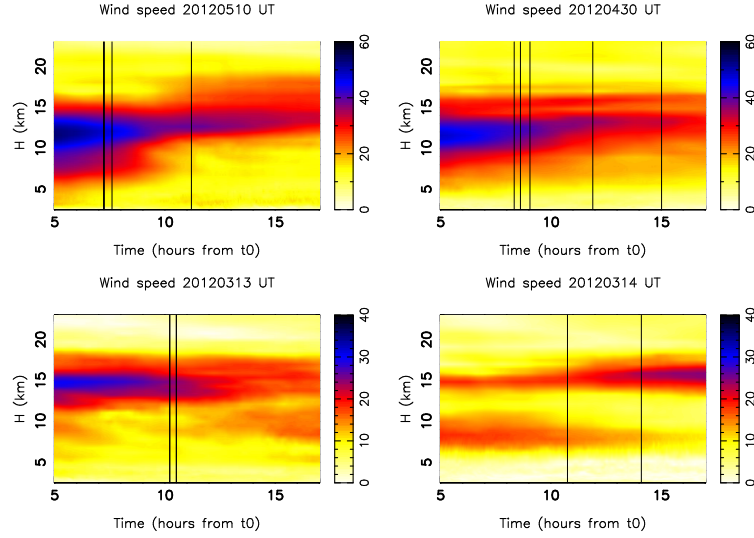 Wind speed 20120510 UT
Wind speed 20120430 UT
H (km)
5 10 15 20
5 10 15
Time (hours from t0)
0 20 40 60
H (km)
5 10 15 20
5 10 15
Time (hours from t0)
0 20 40 60
Wind speed 20120313 UT
Wind speed 20120314 UT
H (km)
5 10 15 20
5 10 15
Time (hours from t0)
0 10 20 30 40
H (km)
5 10 15 20
5 10 15
Time (hours from t0)
0 10 20 30 40